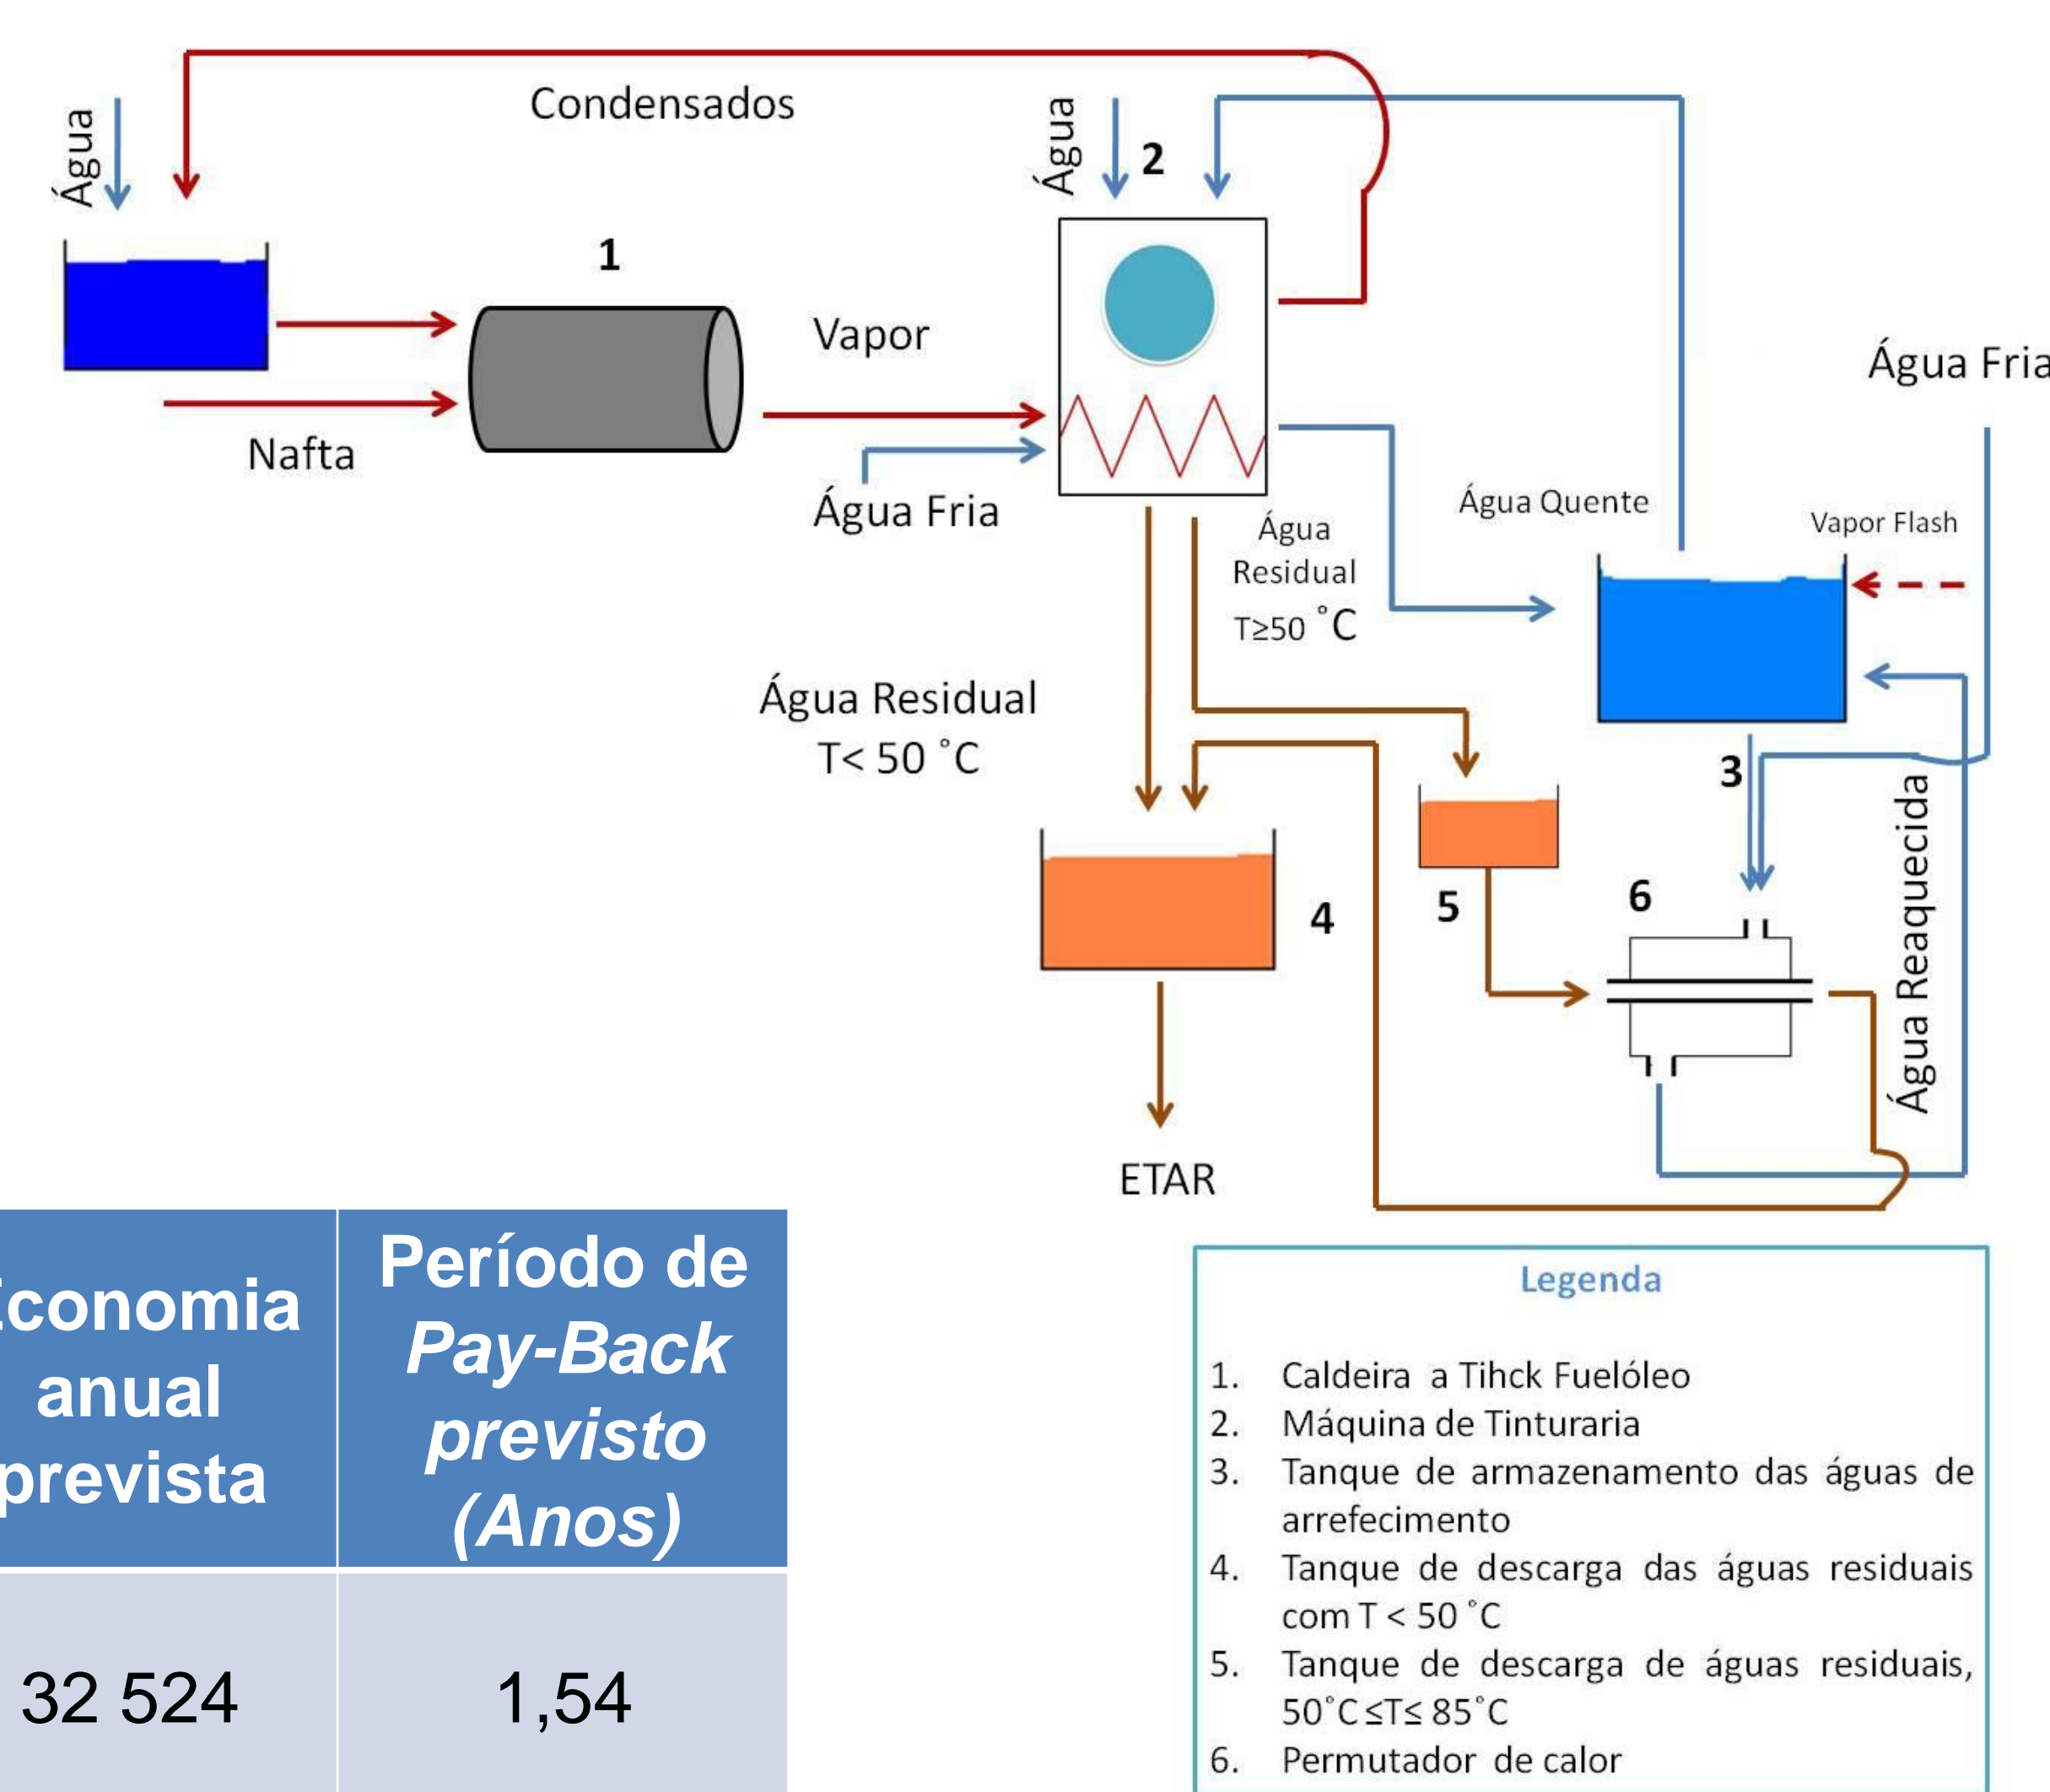 Condensados
Água
Água
2
1
Vapor
Água Fria
Nafta
Água Fria
Água Quente
Vapor Flash
Água
Residual
T≥50 ˚C
Água Residual
T< 50 ˚C
3
Água Reaquecida
4
5
6
ETAR
Economia
anual
prevista
Período de
Pay-Back
previsto
(Anos)
32 524
1,54
Legenda
1. Caldeira a Tihck Fuelóleo
2. Máquina de Tinturaria
3. Tanque de armazenamento das águas de
arrefecimento
4. Tanque de descarga das águas residuais
com T < 50 ˚C
5. Tanque de descarga de águas residuais,
50˚C ≤T≤ 85˚C
6. Permutador de calor